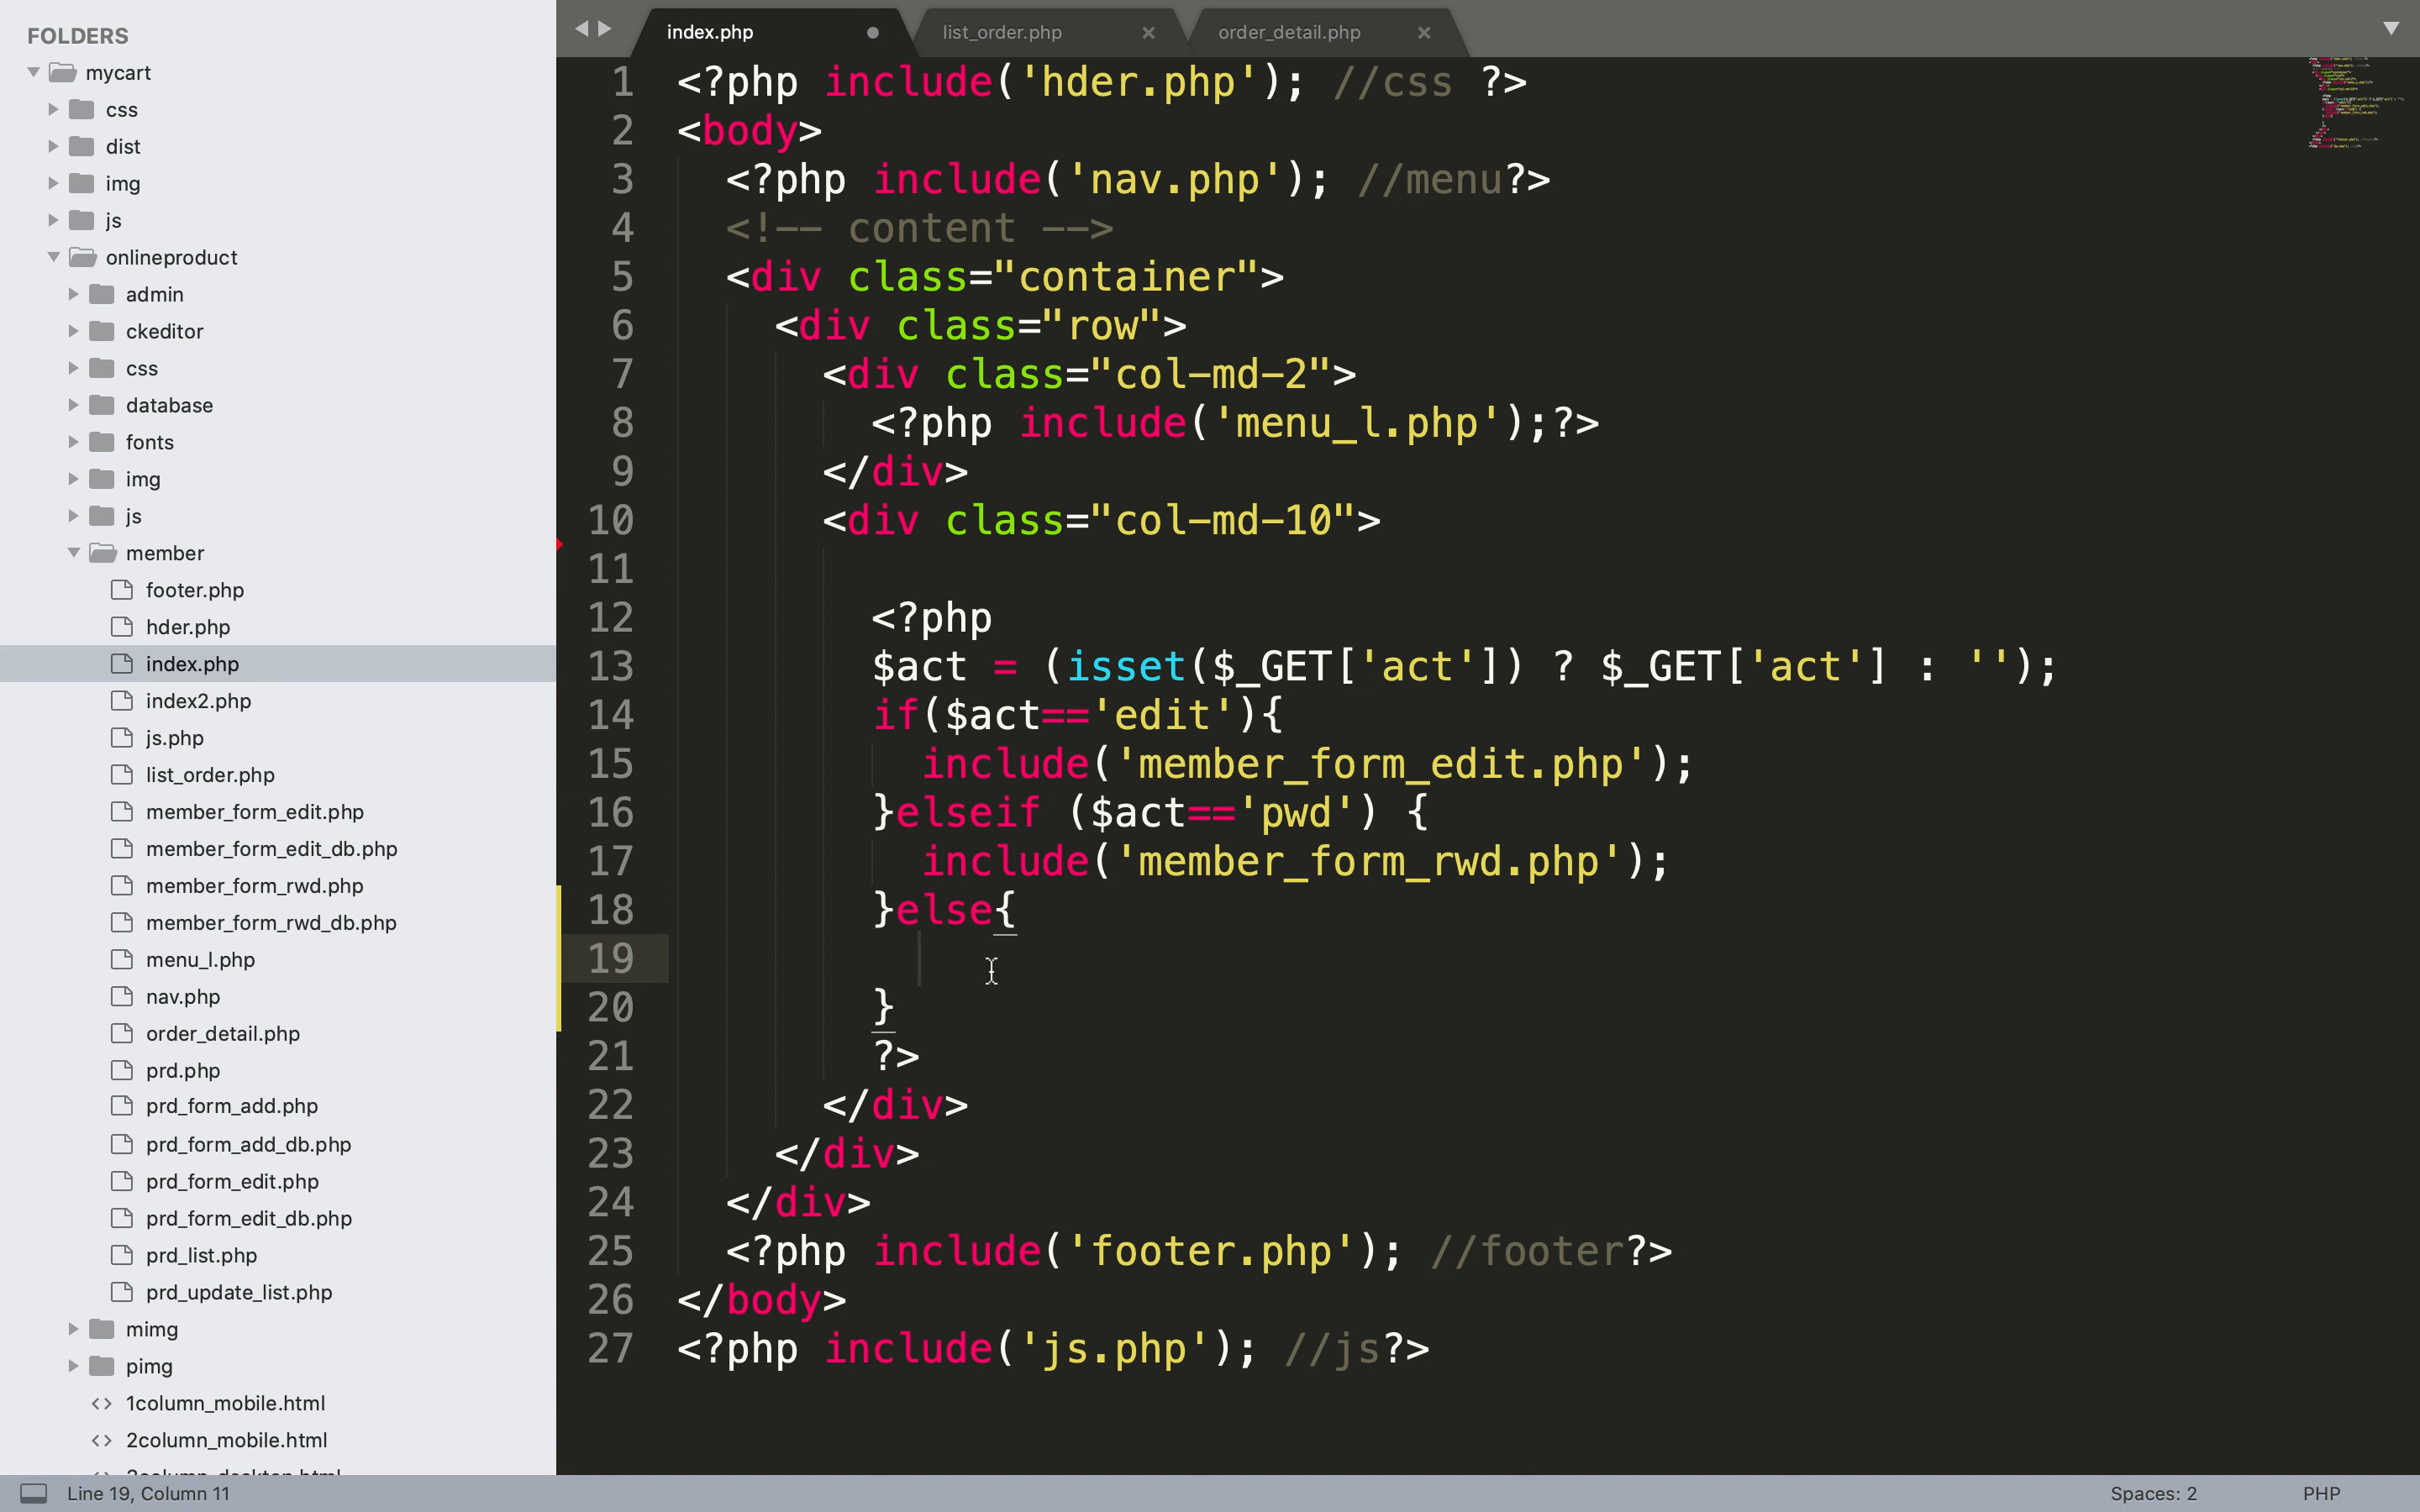 FOLDERS
mycart
css
dist
img
js
onlineproduct
admin
ckeditor
css
database
fonts
img
js
member
footer.php
hder.php
index.php
index2.php
js.php
list_order.php
member_form_edit.php
member_form_edit_db.php
member_form_rwd.php
member_form_rwd_db.php
menu_l.php
nav.php
order_detail.php
prd.php
prd_form_add.php
prd_form_add_db.php
prd_form_edit.php
prd_form_edit_db.php
prd_list.php
prd_update_list.php
mimg
pimg
<> 1column_mobile.html
<> 2column_mobile.html
index.php
list_order.php ×
order_detail.php ×
1 <?php include('hder.php'); //css ?>
2 <body>
3   <?php include('nav.php'); //menu?>
4   <!-- content -->
5   <div class="container">
6     <div class="row">
7       <div class="col-md-2">
8         <?php include('menu_l.php');?>
9       </div>
10       <div class="col-md-10">
11
12         <?php
13         $act = (isset($_GET['act']) ? $_GET['act'] : '');
14         if($act=='edit'){
15           include('member_form_edit.php');
16         }elseif ($act=='pwd') {
17           include('member_form_rwd.php');
18         }else{
19
20         }
21         ?>
22       </div>
23     </div>
24   </div>
25   <?php include('footer.php'); //footer?>
26 </body>
27 <?php include('js.php'); //js?>
Line 19, Column 11
Spaces: 2
PHP